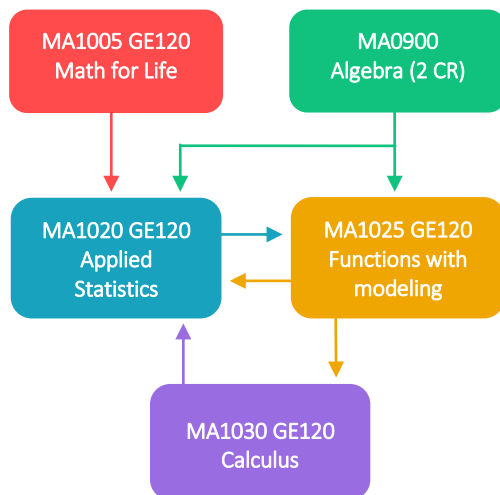 MA1005 GE120
Math for Life
MA0900
Algebra (2 CR)
MA1020 GE120
Applied
Statistics
MA1025 GE120
Functions with
modeling
MA1030 GE120
Calculus